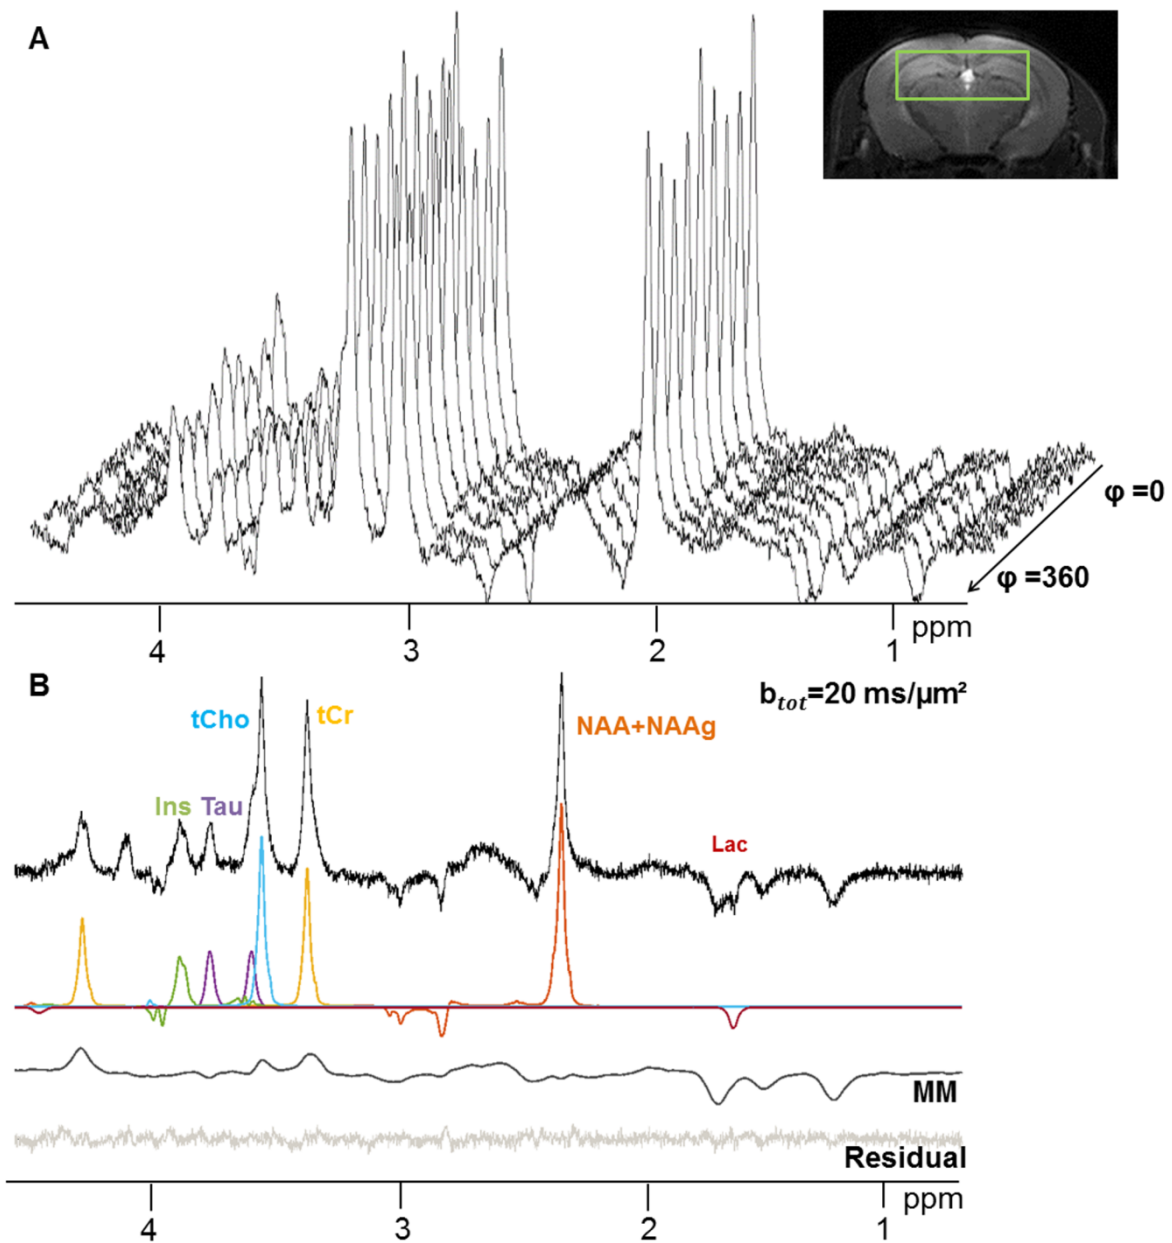 A
φ =0
φ =360
ppm
4 3 2 1
B
b𝑡𝑜𝑡=20 ms/μm²
tCho tCr
NAA+NAAg
Ins Tau
Lac
MM
Residual
ppm
4 3 2 1